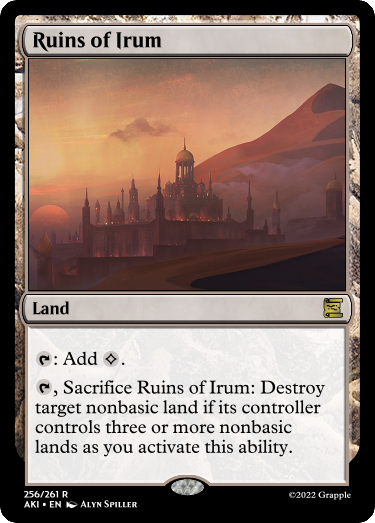 Ruins of Irum
Land
: Add .
, Sacrifice Ruins of Irum: Destroy
target nonbasic land if its controller
controls three or more nonbasic
lands as you activate this ability.
256/261 R
AKI • EN Alyn Spiller
©2022 Grapple